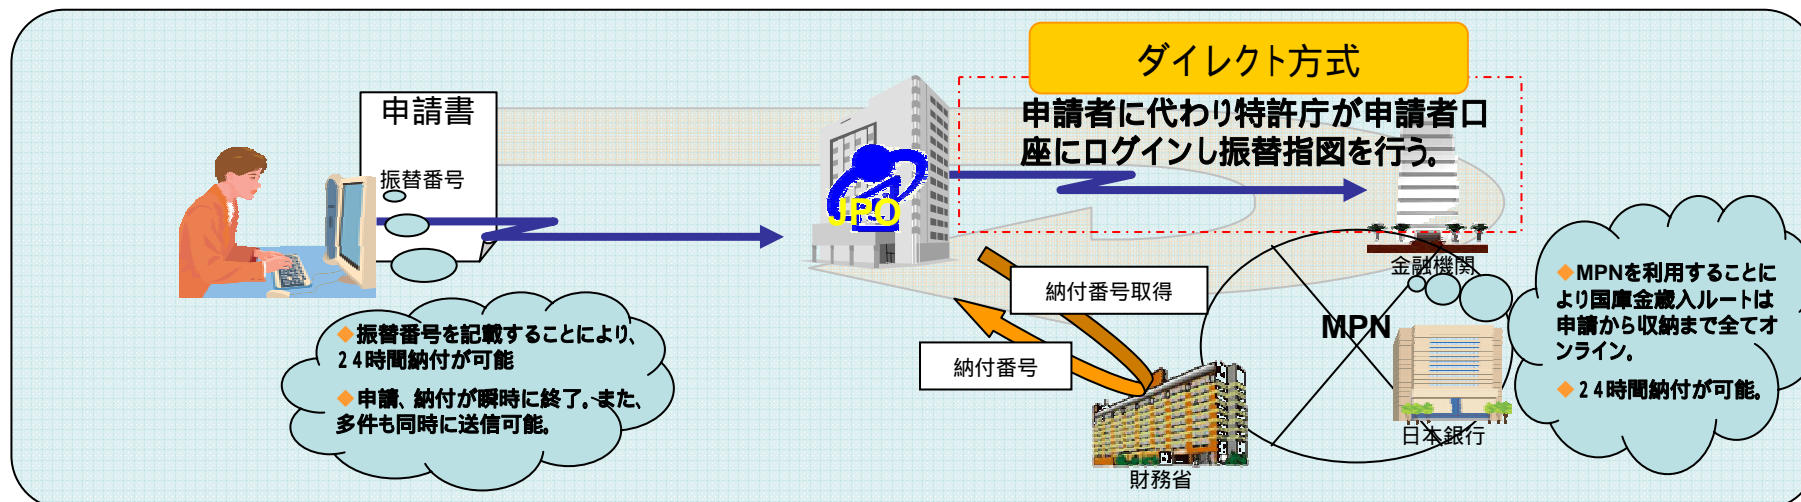 ダイレクト方式
申請者に代わり特許庁が申請者口
座にログインし振替指図を行う。
申請書
振替番号
JPO
金融機関
納付番号取得
納付番号
MPN
日本銀行
財務省
◆振替番号を記載することにより、
24時間納付が可能
◆申請、納付が瞬時に終了。また、
多件も同時に送信可能。
◆MPNを利用することに
より国庫金歳入ルートは
申請から収納まで全てオ
ンライン。
◆24時間納付が可能。